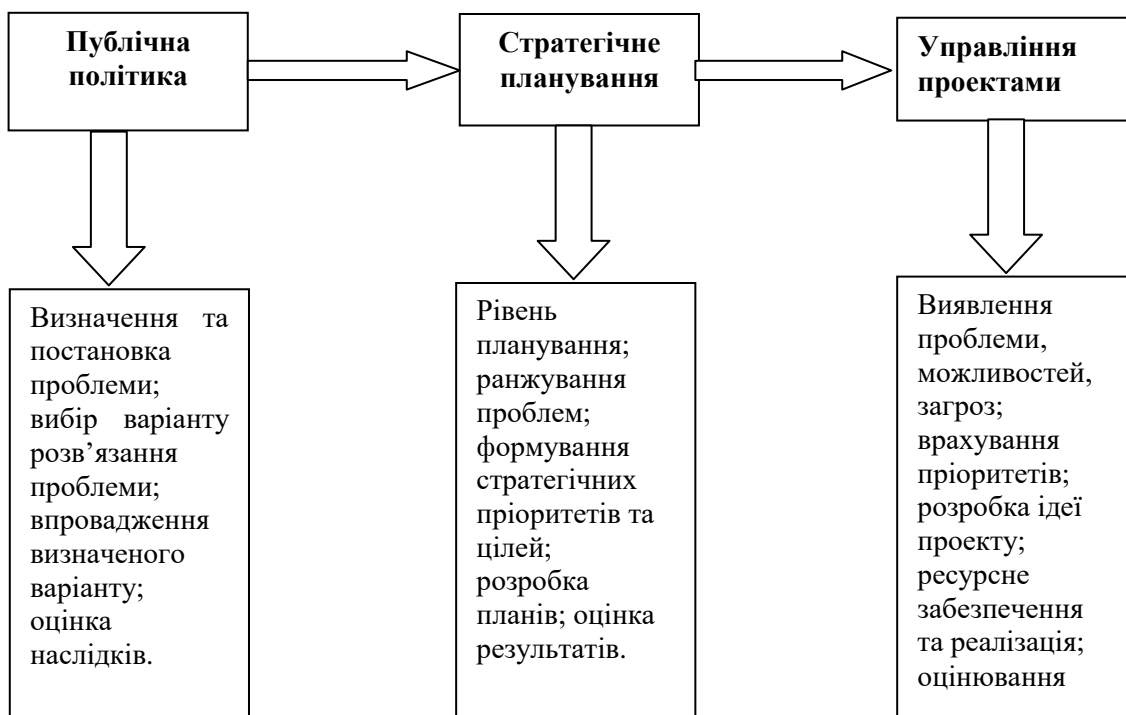 Публічна
політика
Стратегічне
планування
Управління
проектами
Визначення та
постановка
проблеми;
вибір варіанту
розв’язання
проблеми;
впровадження
визначеного
варіанту;
оцінка
наслідків.
Рівень
планування;
ранжування
проблем;
формування
стратегічних
пріоритетів та
цілей;
розробка
планів; оцінка
результатів.
Виявлення
проблеми,
можливостей,
загроз;
врахування
пріоритетів;
розробка ідеї
проекту;
ресурсне
забезпечення
та реалізація;
оцінювання